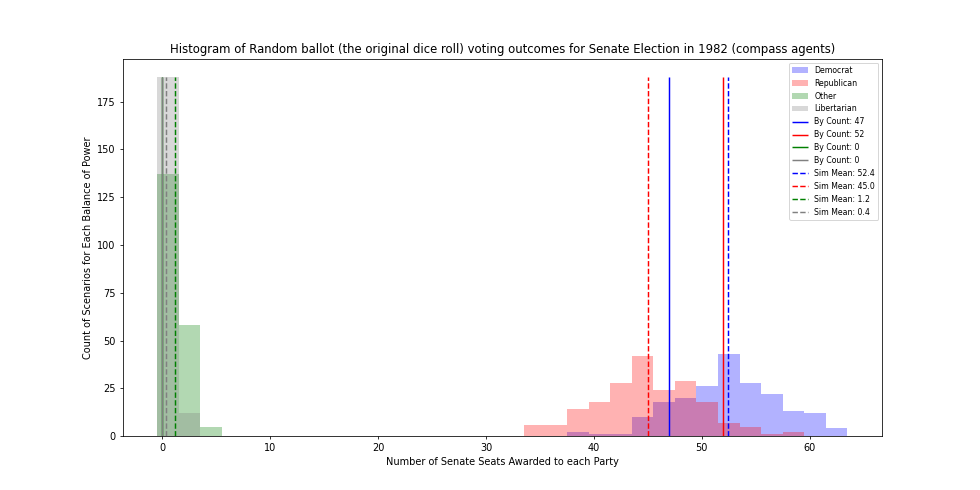 Histogram of Random ballot (the original dice roll) voting outcomes for Senate Election in 1982 (compass agents)
Democrat
Republican
Other
Libertarian
By Count: 47
By Count: 52
By Count: 0
By Count: 0
Sim Mean: 52.4
Sim Mean: 45.0
Sim Mean: 1.2
Sim Mean: 0.4
Count of Scenarios for Each Balance of Power
175
150
125
100
75
50
25
0
0 10 20 30 40 50 60
Number of Senate Seats Awarded to each Party